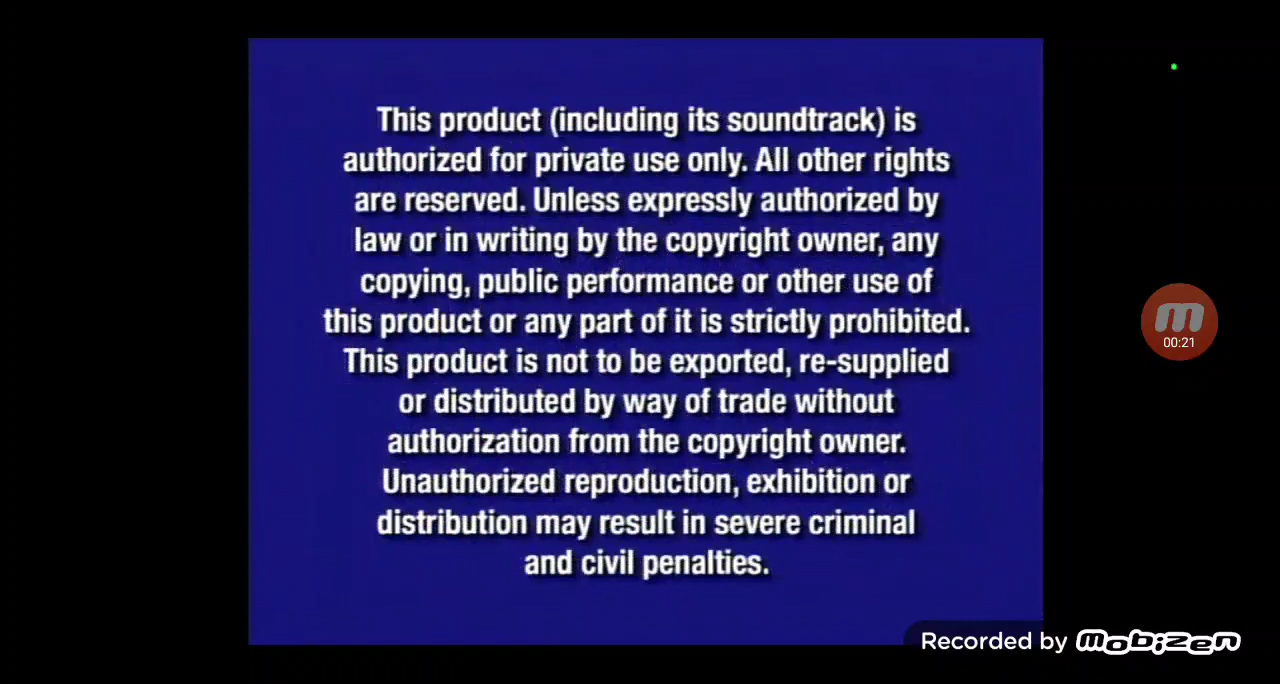 This product (including its soundtrack) is
authorized for private use only. All other rights
are reserved. Unless expressly authorized by
law or in writing by the copyright owner, any
copying, public performance or other use of
this product or any part of it is strictly prohibited.
This product is not to be exported, re-supplied
or distributed by way of trade without
authorization from the copyright owner.
Unauthorized reproduction, exhibition or
distribution may result in severe criminal
and civil penalties.
m
00:21
Recorded by mobizen